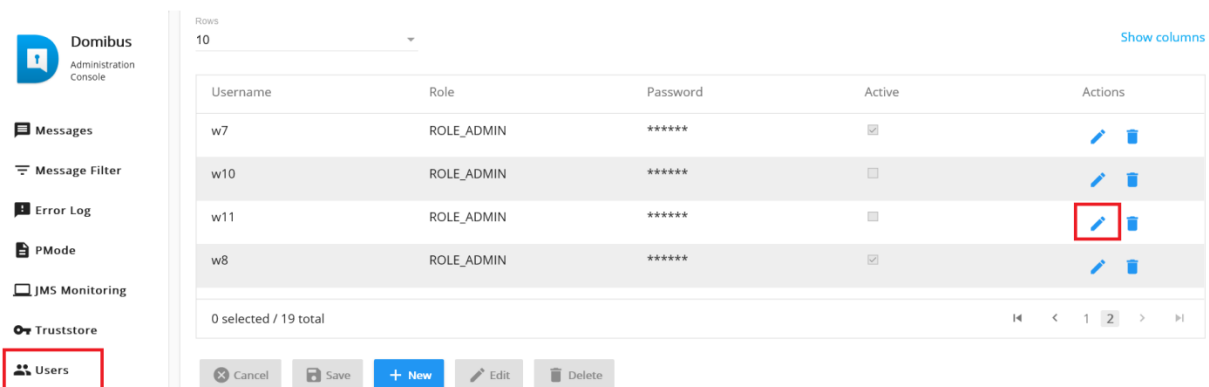 Domibus
Administration
Console
Messages
Message Filter
Error Log
PMode
JMS Monitoring
Truststore
Users
Rows
10
Show columns
Username Role Password Active Actions
w7 ROLE_ADMIN ******
w10 ROLE_ADMIN ******
w11 ROLE_ADMIN ******
w8 ROLE_ADMIN ******
0 selected / 19 total 1 2
Cancel Save New Edit Delete